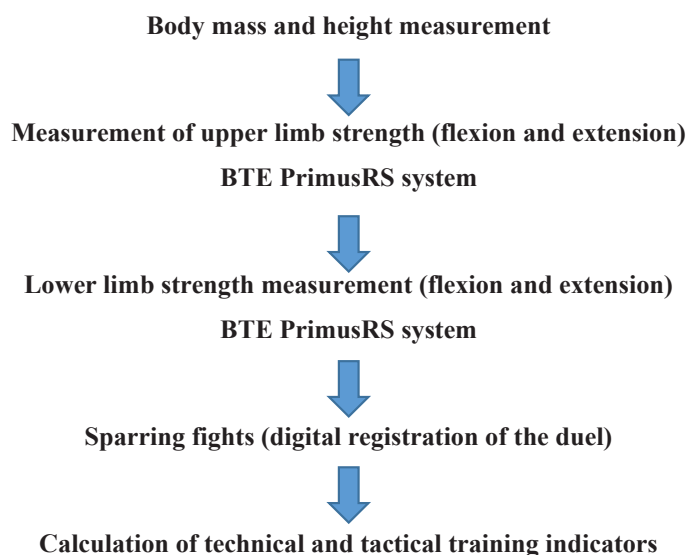 Body mass and height measurement
Measurement of upper limb strength (flexion and extension)
BTE PrimusRS system
Lower limb strength measurement (flexion and extension)
BTE PrimusRS system
Sparring fights (digital registration of the duel)
Calculation of technical and tactical training indicators